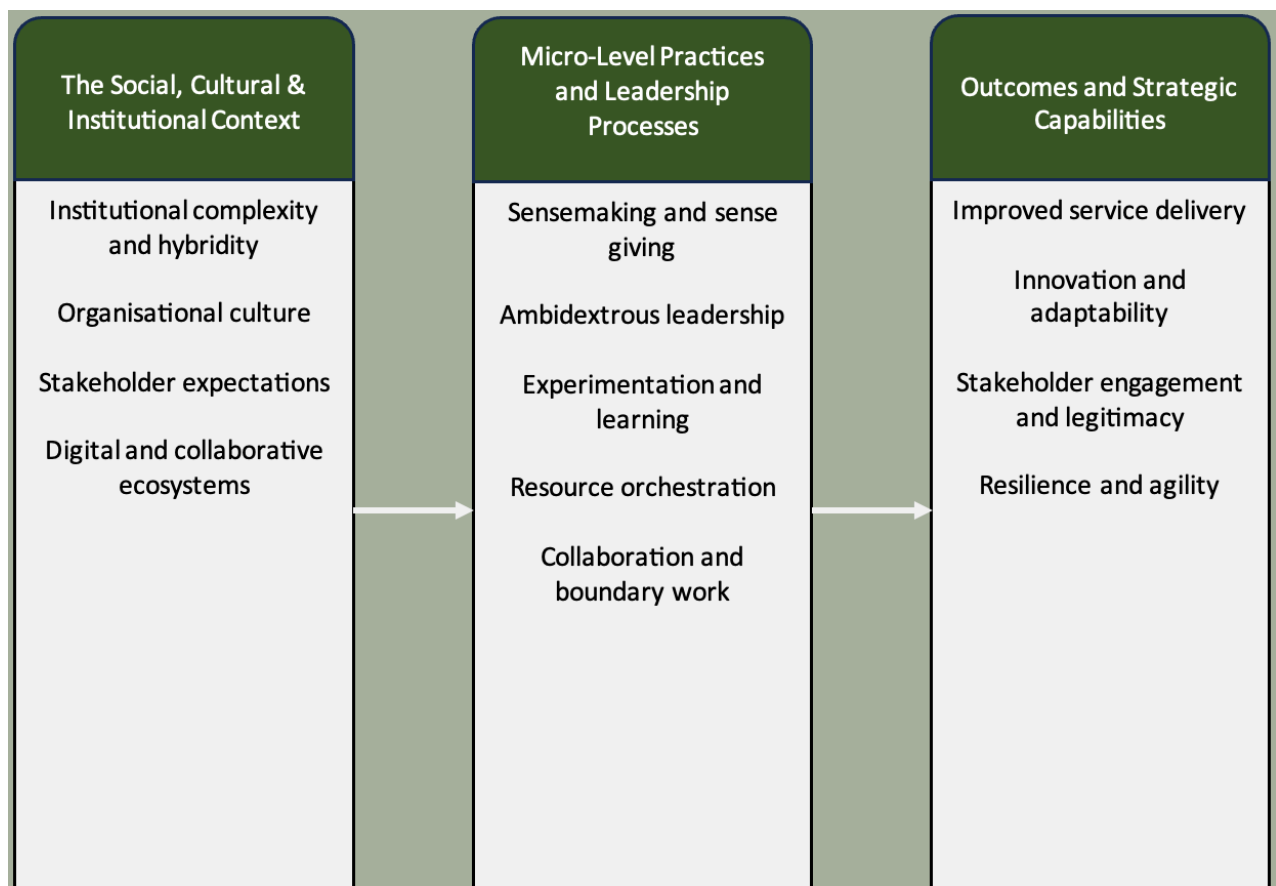 The Social, Cultural &
Institutional Context
Institutional complexity
and hybridity
Organisational culture
Stakeholder expectations
Digital and collaborative
ecosystems
Micro-Level Practices
and Leadership
Processes
Sensemaking and sense
giving
Ambidextrous leadership
Experimentation and
learning
Resource orchestration
Collaboration and
boundary work
Outcomes and Strategic
Capabilities
Improved service delivery
Innovation and
adaptability
Stakeholder engagement
and legitimacy
Resilience and agility